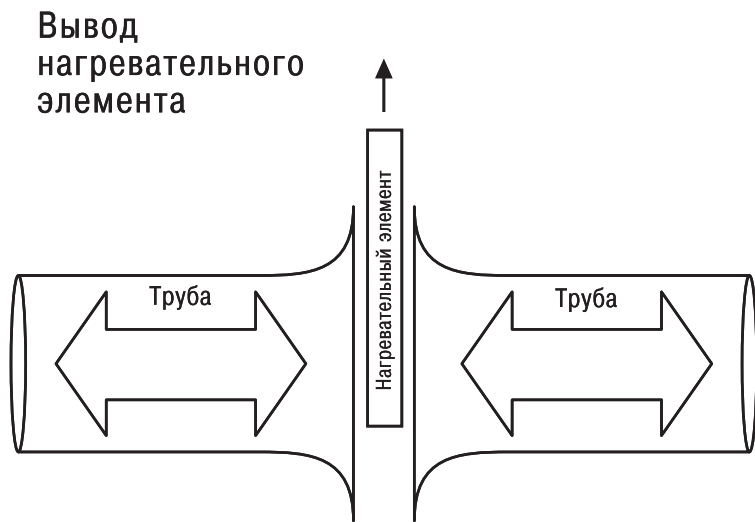 Вывод
нагревательного
элемента
Труба
Нагревательный элемент
Труба